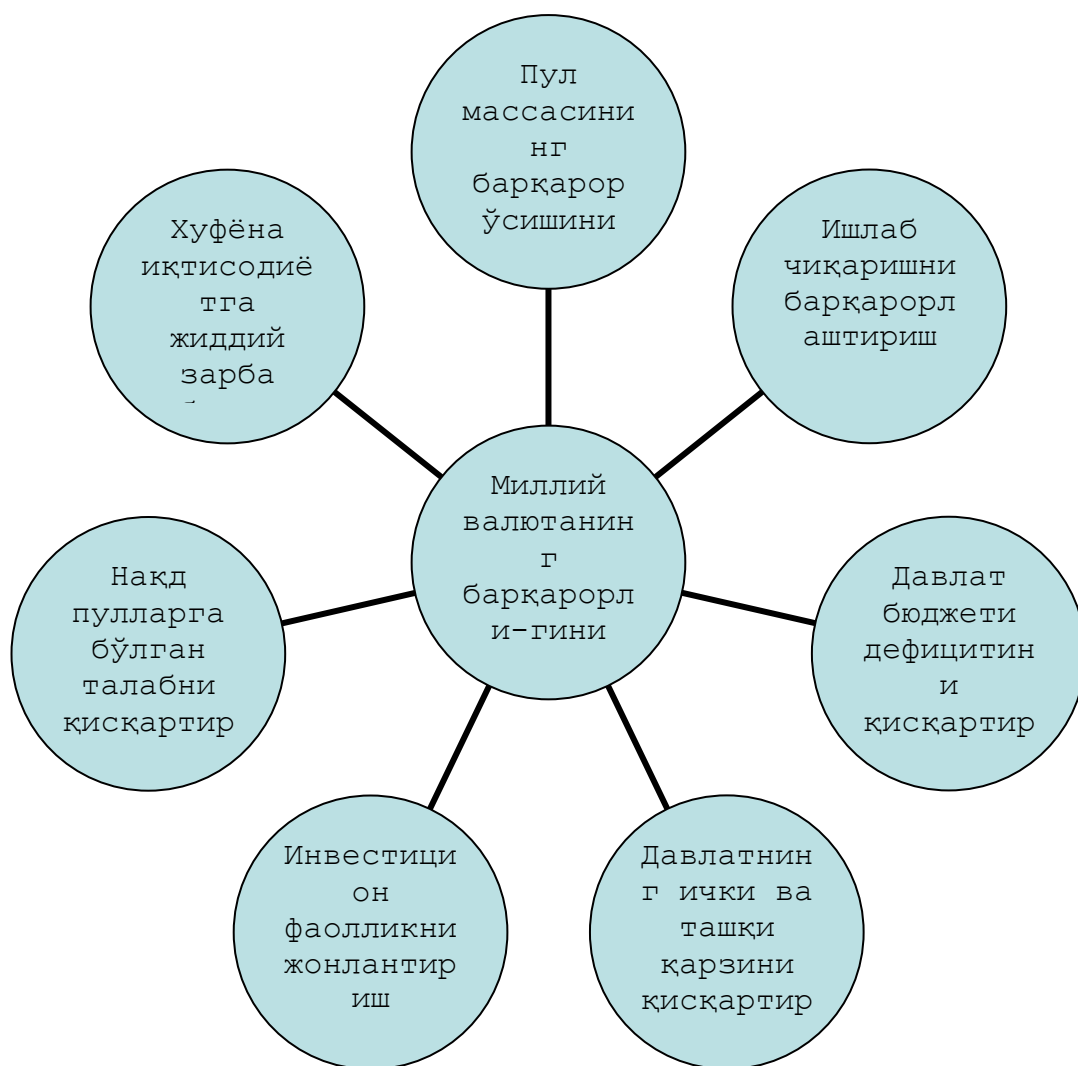 Пул
массасини
нг
барқарор
ўсишини
Ишлаб
чиқаришни
барқарорл
аштириш
Давлат
бюджети
дефицитин
и
қисқартир
Давлатнин
г ички ва
ташқи
қарзини
қисқартир
Инвестици
он
фаолликни
жонлантир
иш
Нақд
пулларга
бўлган
талабни
қисқартир
Хуфёна
иқтисодиё
тга
жиддий
зарба
Миллий
валютанин
г
барқарорл
и-гини